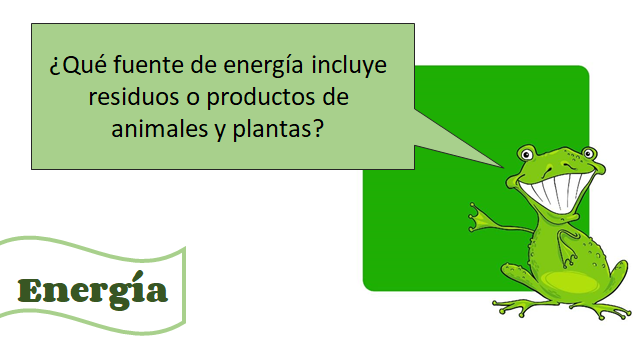 ¿Qué fuente de energía incluye
residuos o productos de
animales y plantas?
Energía